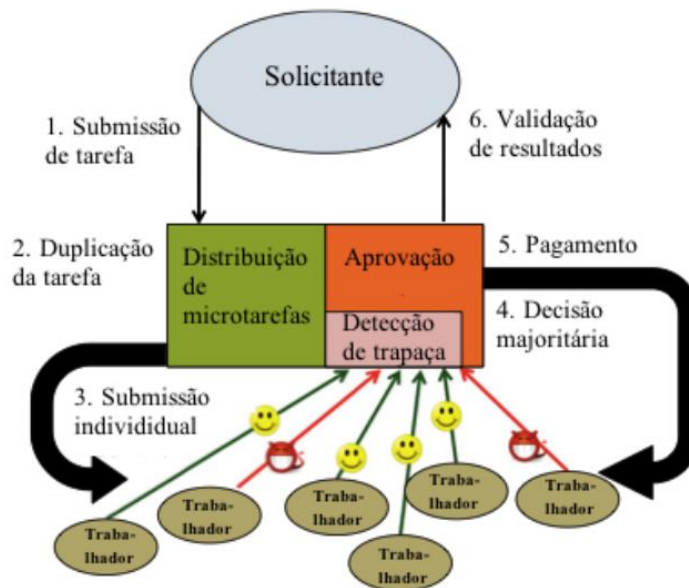 Solicitante
1. Submissão
de tarefa
6. Validação
de resultados
2. Duplicação
da tarefa
Distribuição
de
microtarefas
Aprovação
5. Pagamento
4. Decisão
majoritária
Detecção
de trapaça
3. Submissão
individidual
Traba-
lhador
Traba-
lhador
Traba-
lhador
Traba-
lhador
Traba-
lhador
Traba-
lhador